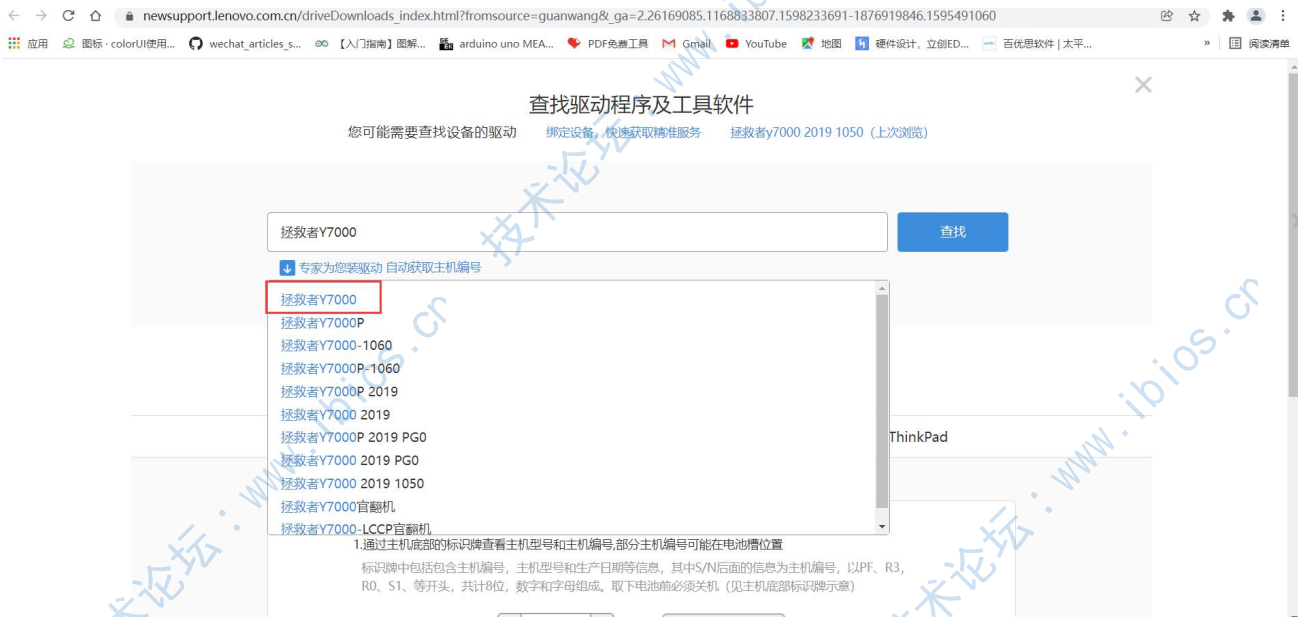 newsupport.lenovo.com.cn/driveDownloads_index.html?fromsource=guanwang&_ga=2.26169085.1168833807.1598233691-1876919846.1595491060
应用 图标·colorUI使用... wechat_articles_s... 【入门指南】图解... arduino uno MEA... PDF免费工具 Gmail YouTube 地图 硬件设计，立创ED... 百优思软件 | 太平... » 阅读清单
查找驱动程序及工具软件
您可能需要查找设备的驱动 绑定设备，快速获取精准服务 拯救者y7000 2019 1050（上次浏览）
拯救者Y7000 查找
专家为您装驱动 自动获取主机编号
拯救者Y7000
拯救者Y7000P
拯救者Y7000-1060
拯救者Y7000P-1060
拯救者Y7000P 2019
拯救者Y7000 2019
拯救者Y7000P 2019 PG0
ThinkPad
拯救者Y7000 2019 PG0
拯救者Y7000 2019 1050
拯救者Y7000官翻机
拯救者Y7000-LCCP官翻机
1.通过主机底部的标识牌查看主机型号和主机编号,部分主机编号可能在电池槽位置
标识牌中包括包含主机编号，主机型号和生产日期等信息，其中S/N后面的信息为主机编号，以PF、R3，
R0、S1、等开头，共计8位，数字和字母组成。取下电池前必须关机（见主机底部标识牌示意）
技术论坛：www.ibios.cn
技术论坛：www.ibios.cn